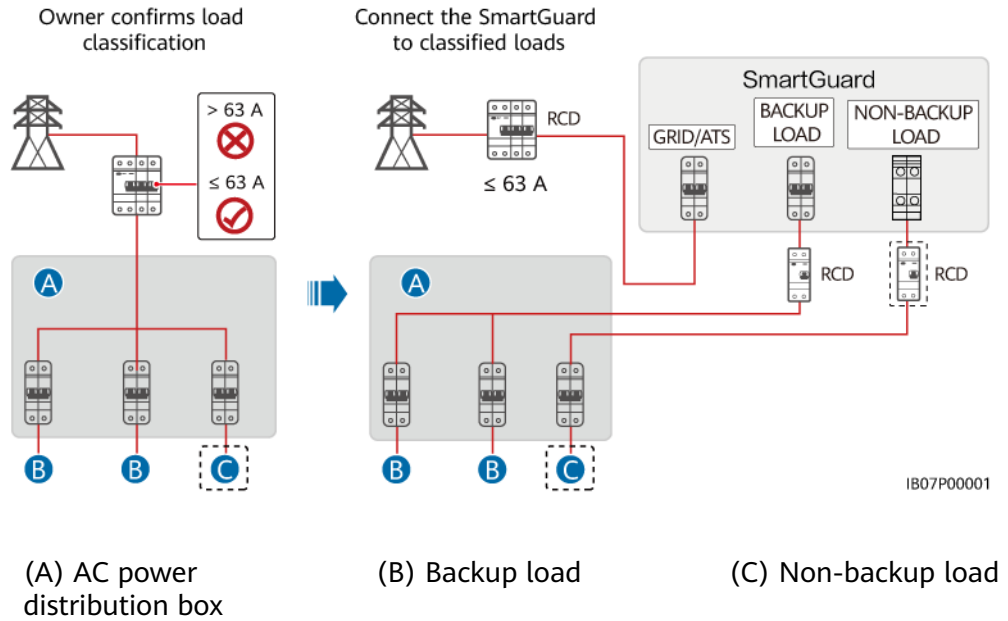 Owner confirms load
classification
> 63 A
≤ 63 A
A
B
B
C
Connect the SmartGuard
to classified loads
RCD
≤ 63 A
SmartGuard
GRID/ATS
BACKUP
LOAD
NON-BACKUP
LOAD
RCD
RCD
A
B
B
C
IB07P00001
(A) AC power
distribution box
(B) Backup load
(C) Non-backup load